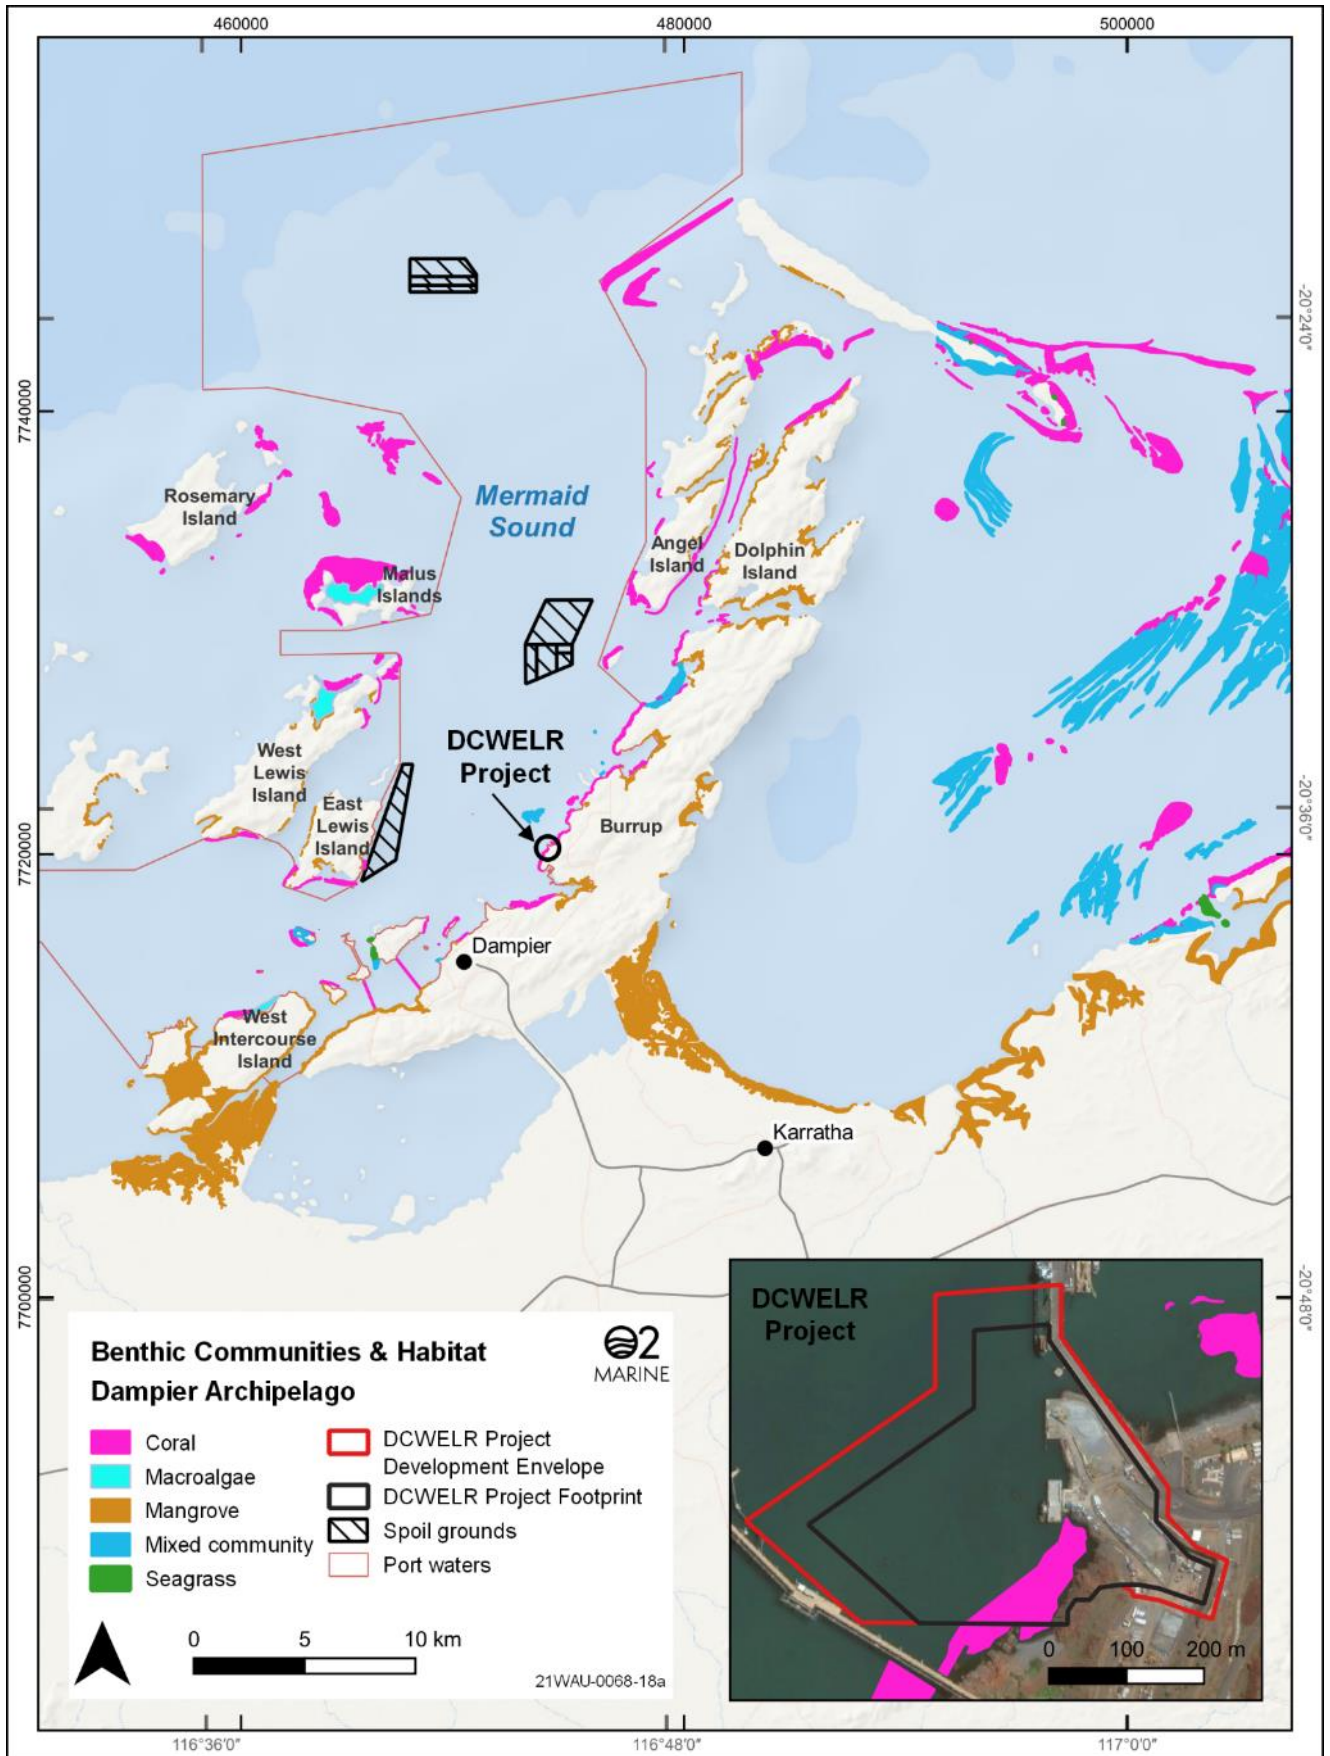 460000
480000
500000
-20°24'0"
7740000
Rosemary
Island
Mermaid
Sound
Angel
Island
Dolphin
Island
Malus
Islands
DCWELR
Project
West
Lewis
Island
East
Lewis
Island
Burrup
-20°36'0"
7720000
Dampier
West
Intercourse
Island
Karratha
7700000
-20°48'0"
Benthic Communities & Habitat
Dampier Archipelago
O2
MARINE
Coral
Macroalgae
Mangrove
Mixed community
Seagrass
DCWELR Project
Development Envelope
DCWELR Project Footprint
Spoil grounds
Port waters
0 5 10 km
21WAU-0068-18a
DCWELR
Project
0 100 200 m
116°36'0"
116°48'0"
117°0'0"